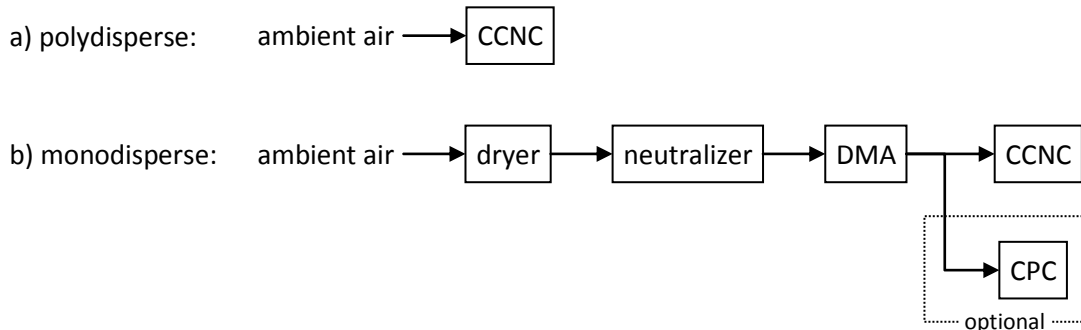 a) polydisperse: ambient air CCNC
b) monodisperse: ambient air dryer neutralizer DMA CCNC
CPC
optional